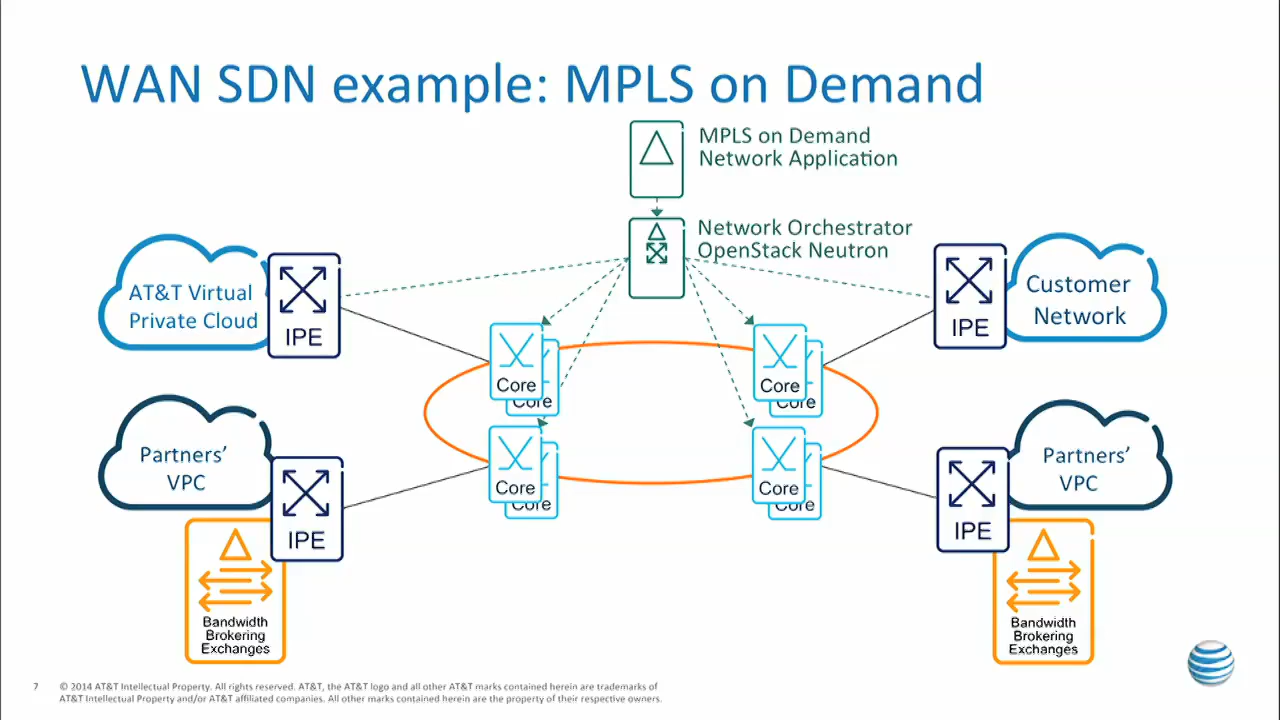 WAN SDN example: MPLS on Demand
MPLS on Demand
Network Application
Network Orchestrator
OpenStack Neutron
AT&T Virtual
Private Cloud
IPE
Customer
Network
IPE
Core
Core
Core
Core
Partners’
VPC
IPE
Core
Core
Core
Core
Partners’
VPC
IPE
Bandwidth
Brokering
Exchanges
Bandwidth
Brokering
Exchanges
7
© 2014 AT&T Intellectual Property. All rights reserved. AT&T, the AT&T logo and all other AT&T marks contained herein are trademarks of
AT&T Intellectual Property and/or AT&T affiliated companies. All other marks contained herein are the property of their respective owners.